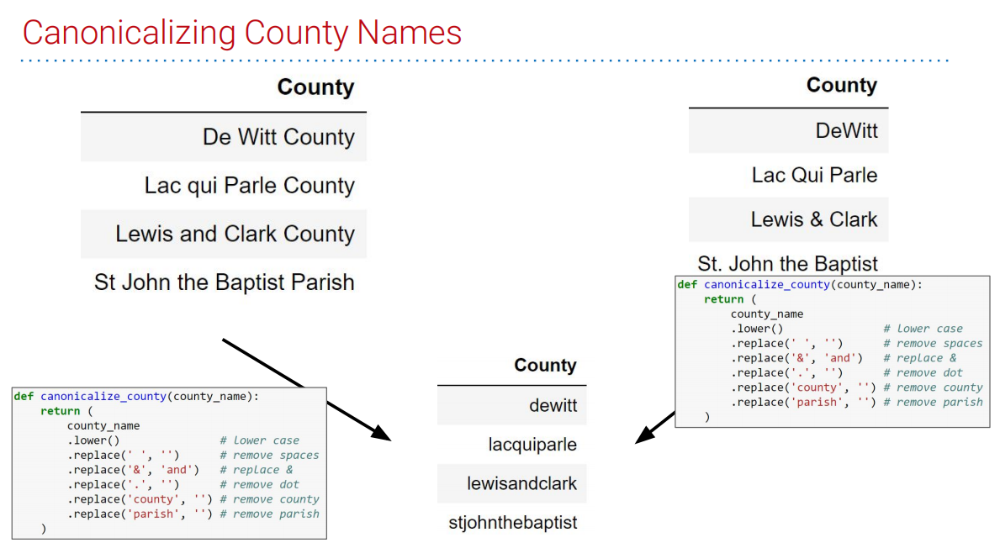 Canonicalizing County Names
County
De Witt County
Lac qui Parle County
Lewis and Clark County
St John the Baptist Parish
County
DeWitt
Lac Qui Parle
Lewis & Clark
St. John the Baptist
def canonicalize_county(county_name):
    return (
        county_name
        .lower()               # lower case
        .replace(' ', '')      # remove spaces
        .replace('&', 'and')   # replace &
        .replace('.', '')      # remove dot
        .replace('county', '') # remove county
        .replace('parish', '') # remove parish
    )
def canonicalize_county(county_name):
    return (
        county_name
        .lower()               # lower case
        .replace(' ', '')      # remove spaces
        .replace('&', 'and')   # replace &
        .replace('.', '')      # remove dot
        .replace('county', '') # remove county
        .replace('parish', '') # remove parish
    )
County
dewitt
lacquiparle
lewisandclark
stjohnthebaptist